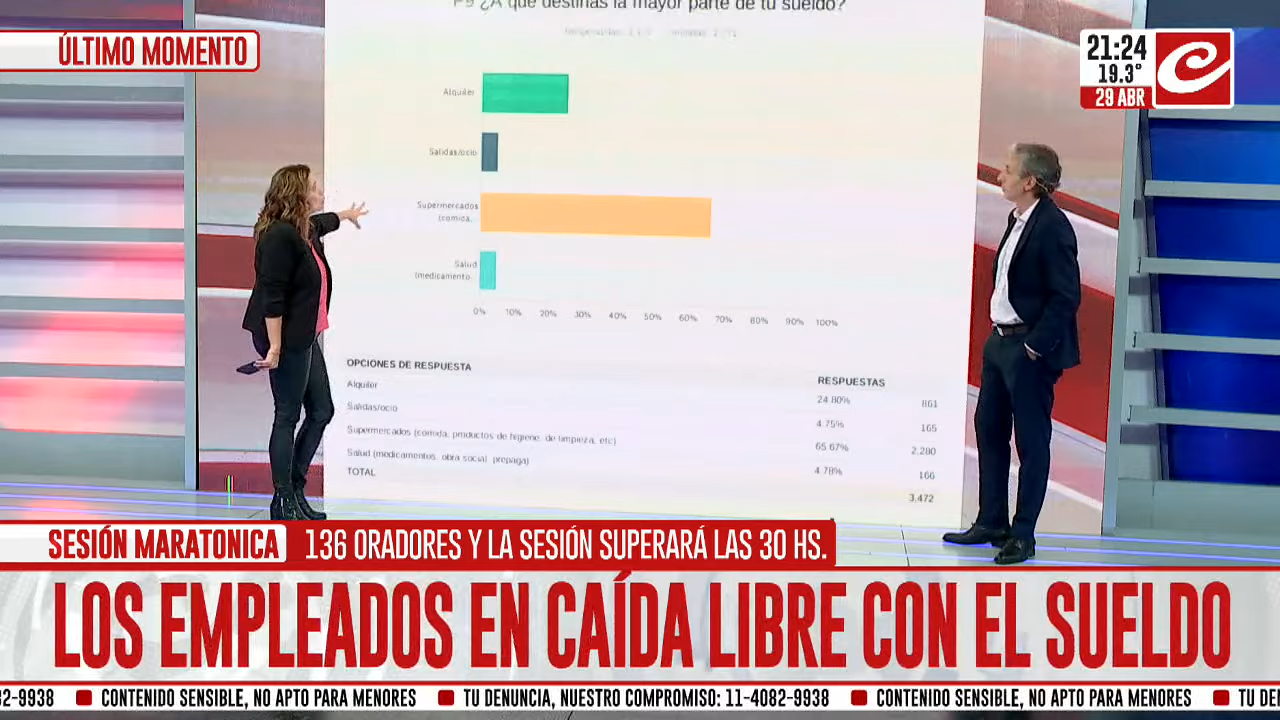 P9 ¿A qué destinás la mayor parte de tu sueldo?
ÚLTIMO MOMENTO
21:24
19.3°
29 ABR
Alquiler
Salidas/ocio
Supermercados
(comida,
Salud
(medicamento
0% 10% 20% 30% 40% 50% 60% 70% 80% 90% 100%
OPCIONES DE RESPUESTA RESPUESTAS
Alquiler 24.80% 861
Salidas/ocio 4.75% 165
Supermercados (comida, productos de higiene, de limpieza, etc) 65.67% 2.280
Salud (medicamentos, obra social, prepaga) 4.78% 166
TOTAL 3.472
SESIÓN MARATONICA 136 ORADORES Y LA SESIÓN SUPERARÁ LAS 30 HS.
LOS EMPLEADOS EN CAÍDA LIBRE CON EL SUELDO
82-9938 CONTENIDO SENSIBLE, NO APTO PARA MENORES TU DENUNCIA, NUESTRO COMPROMISO: 11-4082-9938 CONTENIDO SENSIBLE, NO APTO PARA MENORES TU DE